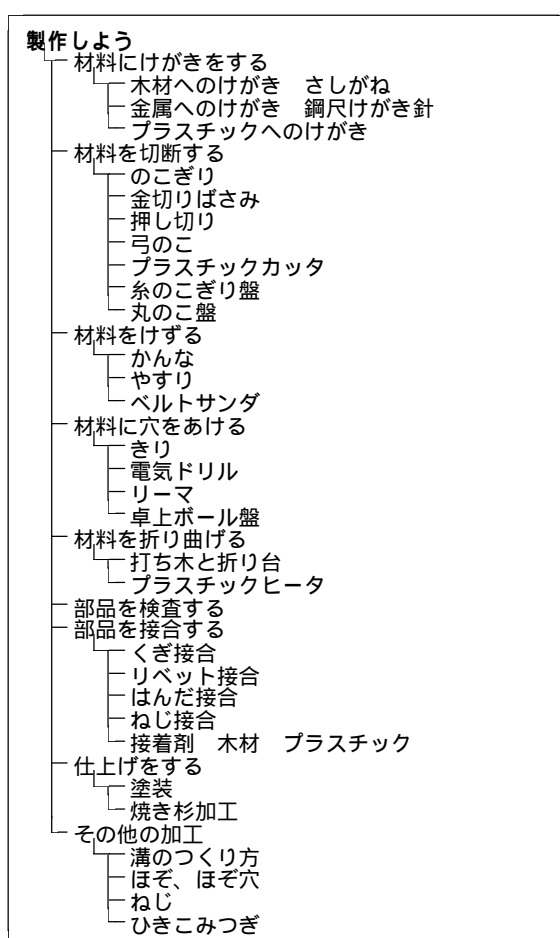 製作しよう
材料にけがきをする
木材へのけがき　さしがね
金属へのけがき　鋼尺けがき針
プラスチックへのけがき
材料を切断する
のこぎり
金切りばさみ
押し切り
弓のこ
プラスチックカッタ
糸のこぎり盤
丸のこ盤
材料をけずる
かんな
やすり
ベルトサンダ
材料に穴をあける
きり
電気ドリル
リーマ
卓上ボール盤
材料を折り曲げる
打ち木と折り台
プラスチックヒータ
部品を検査する
部品を接合する
くぎ接合
リベット接合
はんだ接合
ねじ接合
接着剤　木材　プラスチック
仕上げをする
塗装
焼き杉加工
その他の加工
溝のつくり方
ほぞ、ほぞ穴
ねじ
ひきこみつぎ